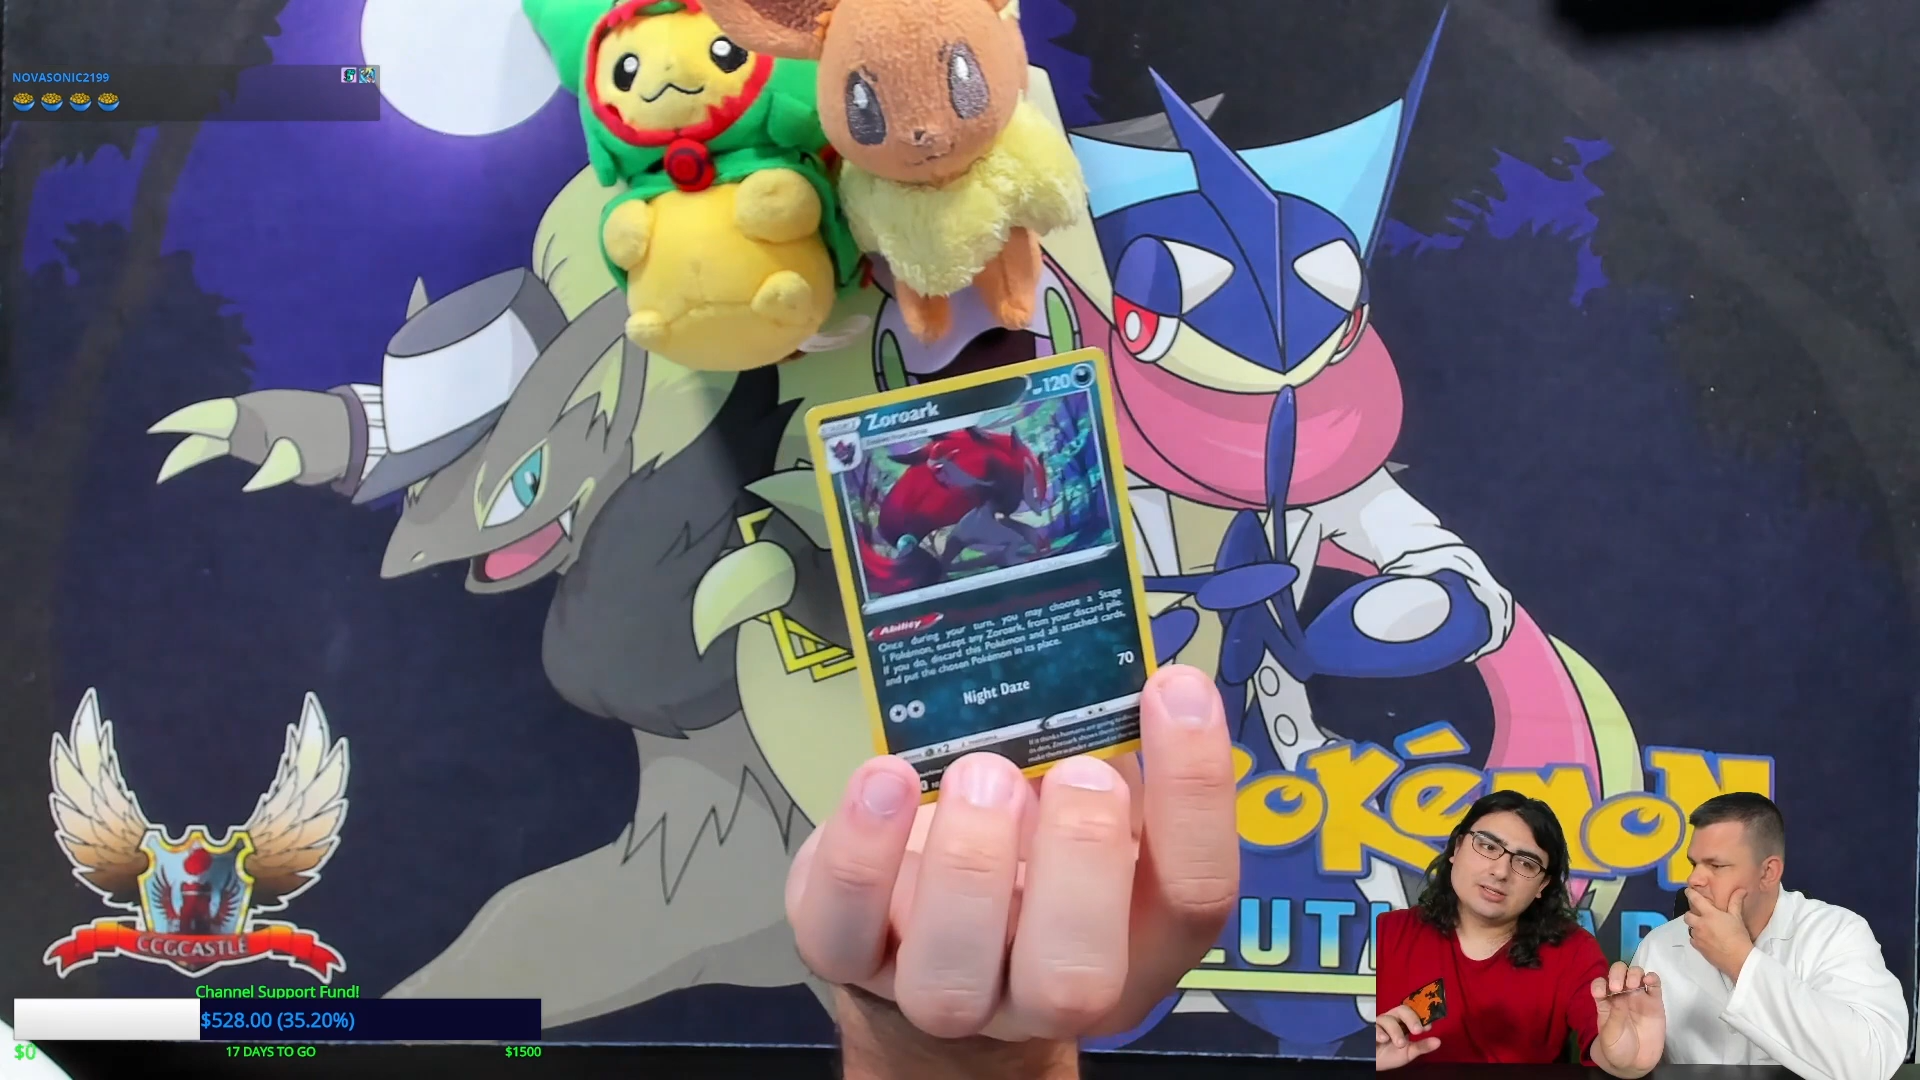 NOVASONIC2199
Zoroark
120
Ability
Once during your turn, you may choose a Stage
1 Pokémon, except any Zoroark, from your discard pile.
If you do, discard this Pokémon and all attached cards,
and put the chosen Pokémon in its place.
Night Daze
70
×2
Pokémon
CCGCASTLE
Channel Support Fund!
$528.00 (35.20%)
$0
17 DAYS TO GO
$1500